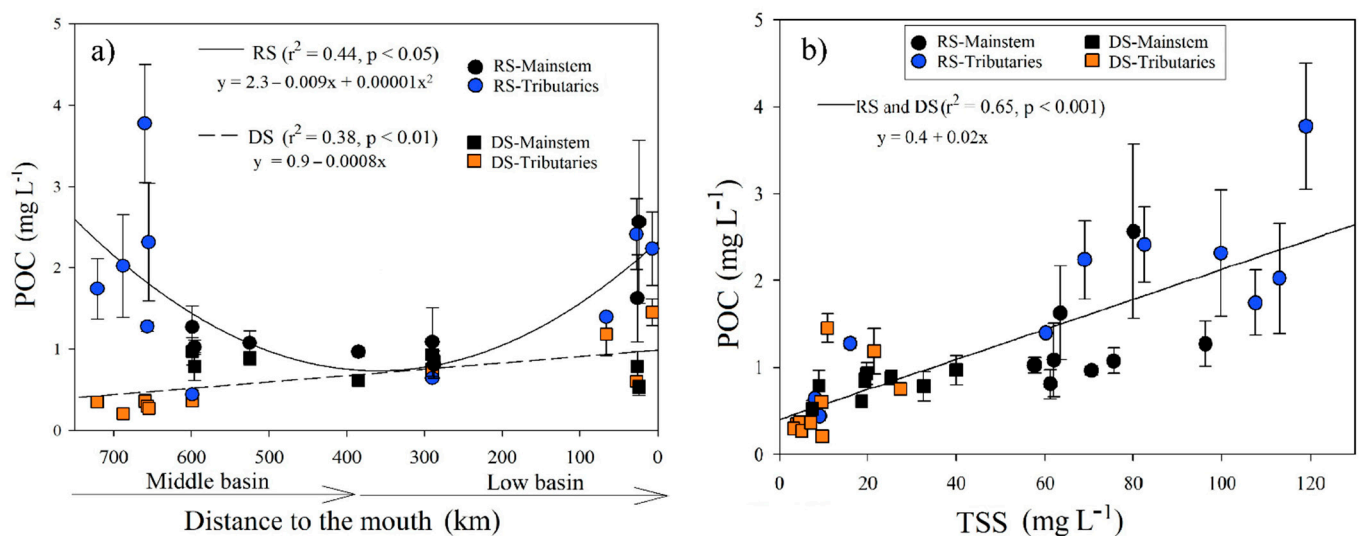 a)
RS (r² = 0.44, p < 0.05)
y = 2.3 – 0.009x + 0.00001x²
RS-Mainstem
RS-Tributaries
DS (r² = 0.38, p < 0.01)
y = 0.9 – 0.0008x
DS-Mainstem
DS-Tributaries
POC (mg L⁻¹)
5
4
3
2
1
0
700 600 500 400 300 200 100 0
Middle basin Low basin
Distance to the mouth (km)
b)
RS-Mainstem DS-Mainstem
RS-Tributaries DS-Tributaries
RS and DS (r² = 0.65, p < 0.001)
y = 0.4 + 0.02x
POC (mg L⁻¹)
5
4
3
2
1
0
0 20 40 60 80 100 120
TSS (mg L⁻¹)